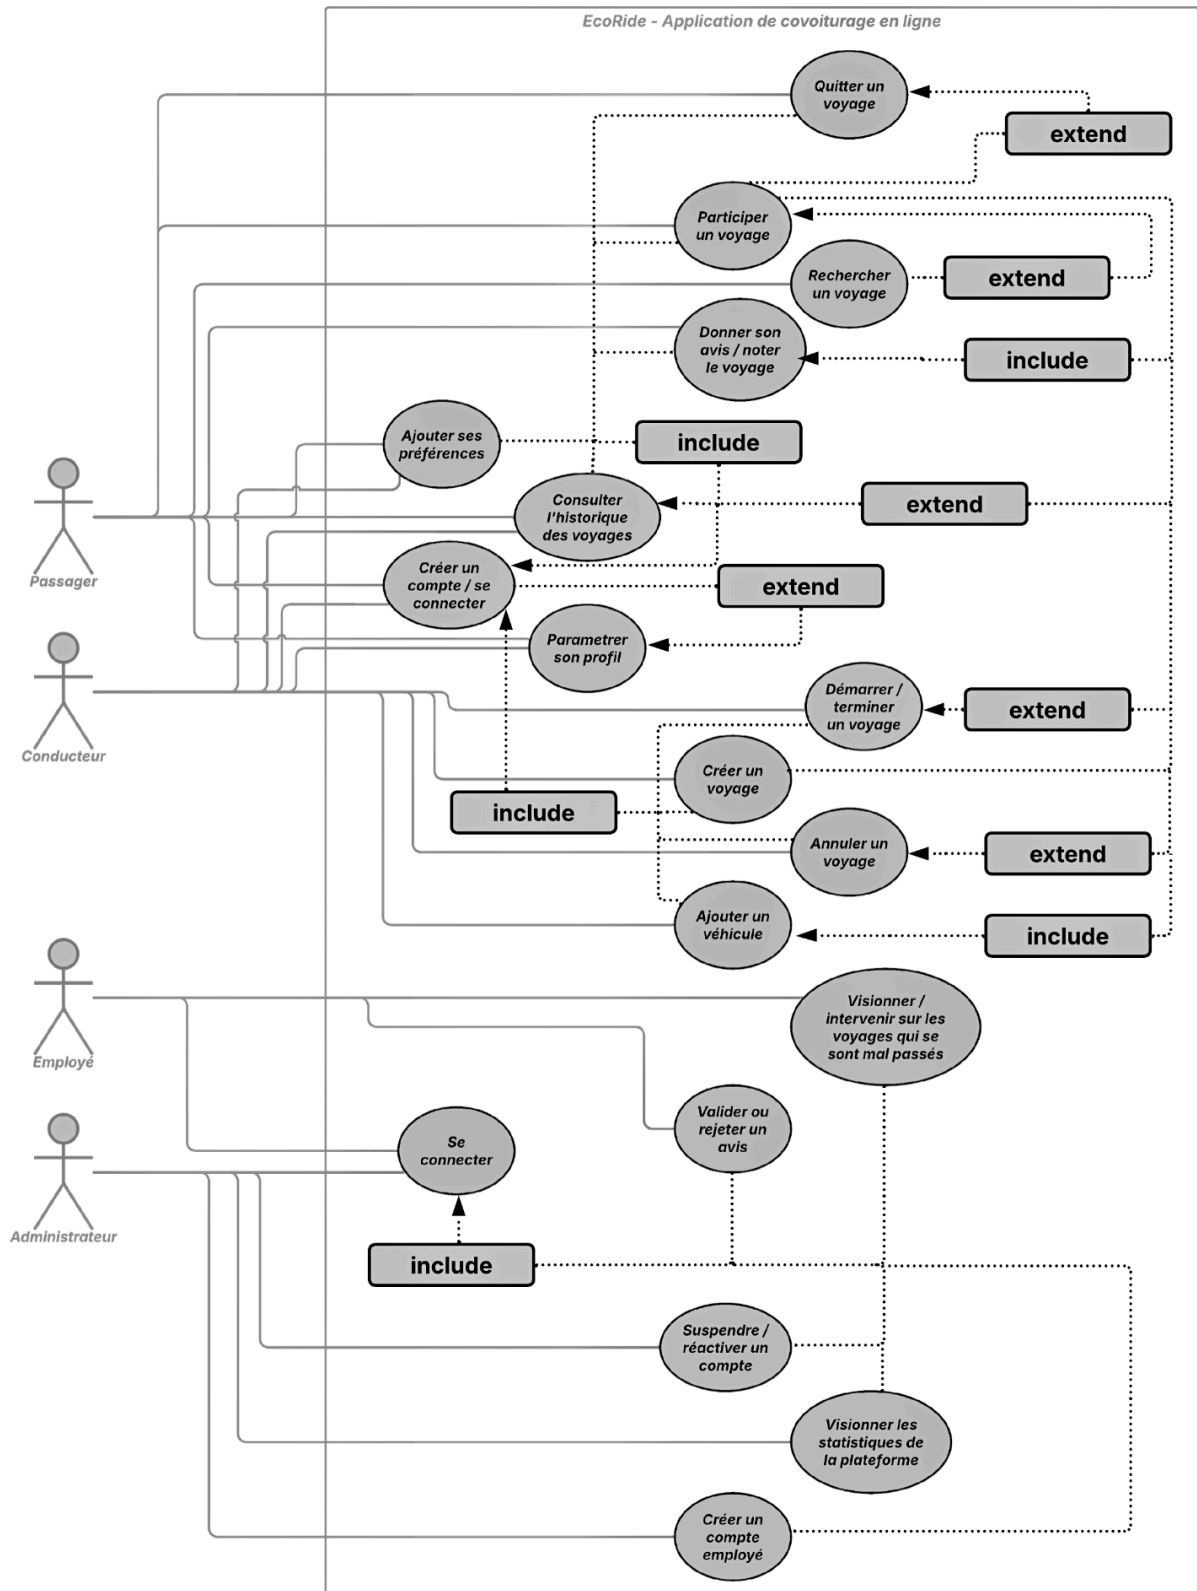 EcoRide - Application de covoiturage en ligne
Quitter un
voyage
extend
Participer
un voyage
Rechercher
un voyage
extend
Donner son
avis / noter
le voyage
include
Ajouter ses
préférences
include
Consulter
l'historique
des voyages
extend
Passager
Créer un
compte / se
connecter
extend
Parametrer
son profil
Démarrer /
terminer
un voyage
extend
Conducteur
Créer un
voyage
include
Annuler un
voyage
extend
Ajouter un
véhicule
include
Visionner /
intervenir sur les
voyages qui se
sont mal passés
Employé
Valider ou
rejeter un
avis
Se
connecter
Administrateur
include
Suspendre /
réactiver un
compte
Visionner les
statistiques de
la plateforme
Créer un
compte
employé